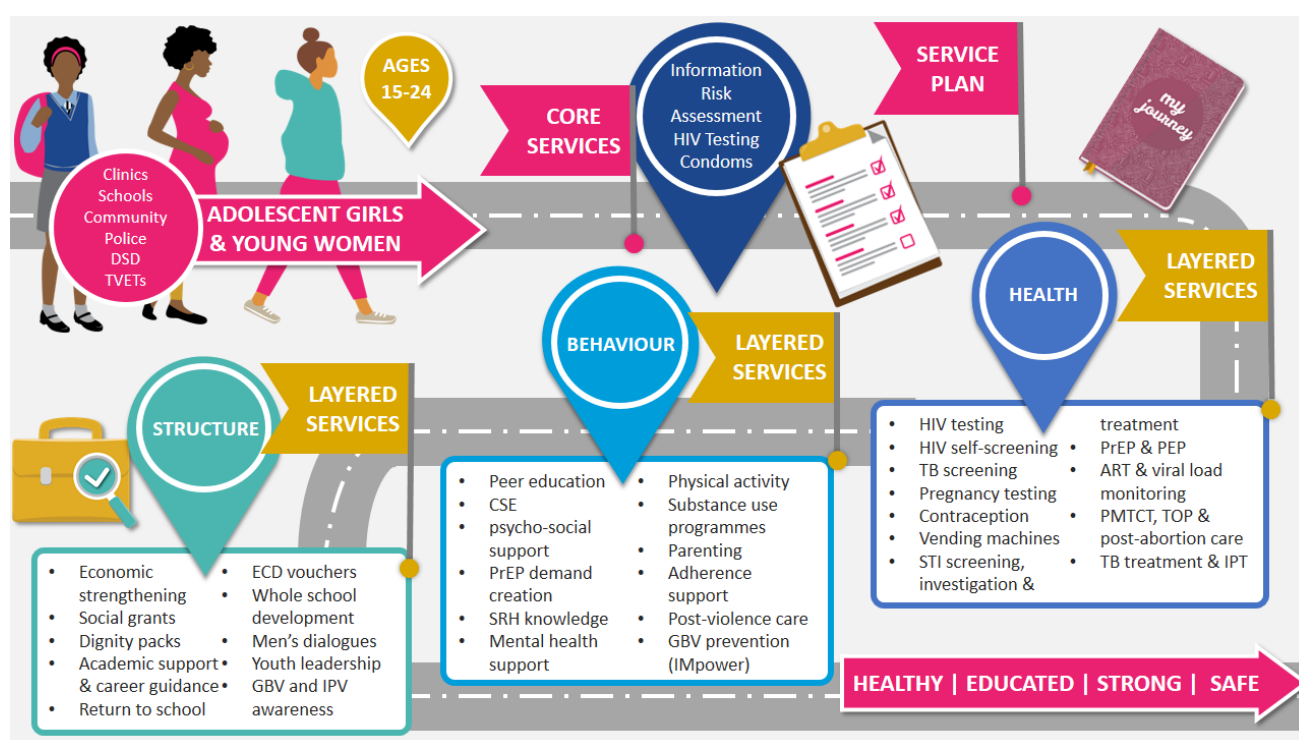 AGES
15-24
Clinics
Schools
Community
Police
DSD
TVETs
ADOLESCENT GIRLS
& YOUNG WOMEN
CORE
SERVICES
Information
Risk
Assessment
HIV Testing
Condoms
SERVICE
PLAN
my
journey
HEALTH
LAYERED
SERVICES
• HIV testing
• HIV self-screening
• TB screening
• Pregnancy testing
• Contraception
• Vending machines
• STI screening,
investigation &
treatment
• PrEP & PEP
• ART & viral load
monitoring
• PMTCT, TOP &
post-abortion care
• TB treatment & IPT
BEHAVIOUR
LAYERED
SERVICES
• Peer education
• CSE
• psycho-social
support
• PrEP demand
creation
• SRH knowledge
• Mental health
support
• Physical activity
• Substance use
programmes
• Parenting
• Adherence
support
• Post-violence care
• GBV prevention
(IMpower)
STRUCTURE
LAYERED
SERVICES
• Economic
strengthening
• Social grants
• Dignity packs
• Academic support
& career guidance
• Return to school
• ECD vouchers
• Whole school
development
• Men's dialogues
• Youth leadership
• GBV and IPV
awareness
HEALTHY | EDUCATED | STRONG | SAFE